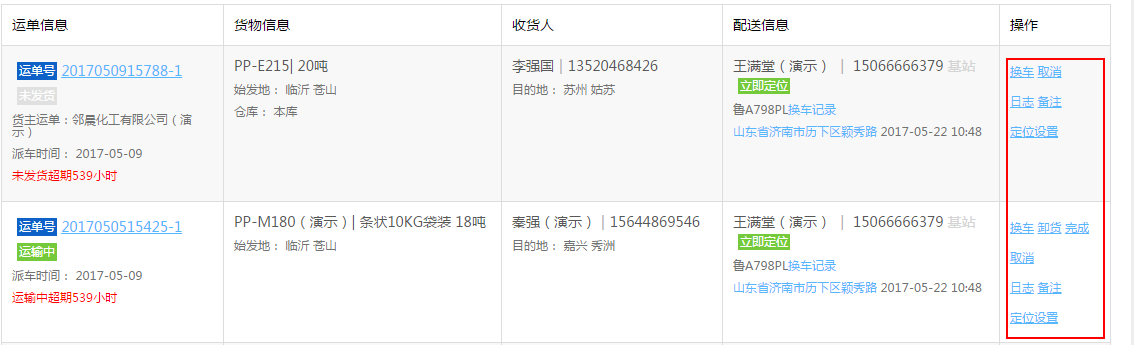 运单信息 货物信息 收货人 配送信息 操作
运单号 2017050915788-1
未发货
货主运单：邻晨化工有限公司（演
示）
派车时间： 2017-05-09
未发货超期539小时
PP-E215| 20吨
始发地： 临沂 苍山
仓库： 本库
李强国｜13520468426
目的地： 苏州 姑苏
王满堂（演示） ｜ 15066666379 基站
立即定位
鲁A798PL换车记录
山东省济南市历下区颖秀路 2017-05-22 10:48
换车 取消
日志 备注
定位设置
运单号 2017050515425-1
运输中
派车时间： 2017-05-09
运输中超期539小时
PP-M180（演示）| 条状10KG袋装 18吨
始发地： 临沂 苍山
秦强（演示）｜15644869546
目的地： 嘉兴 秀洲
王满堂（演示） ｜ 15066666379 基站
立即定位
鲁A798PL换车记录
山东省济南市历下区颖秀路 2017-05-22 10:48
换车 卸货 完成
取消
日志 备注
定位设置